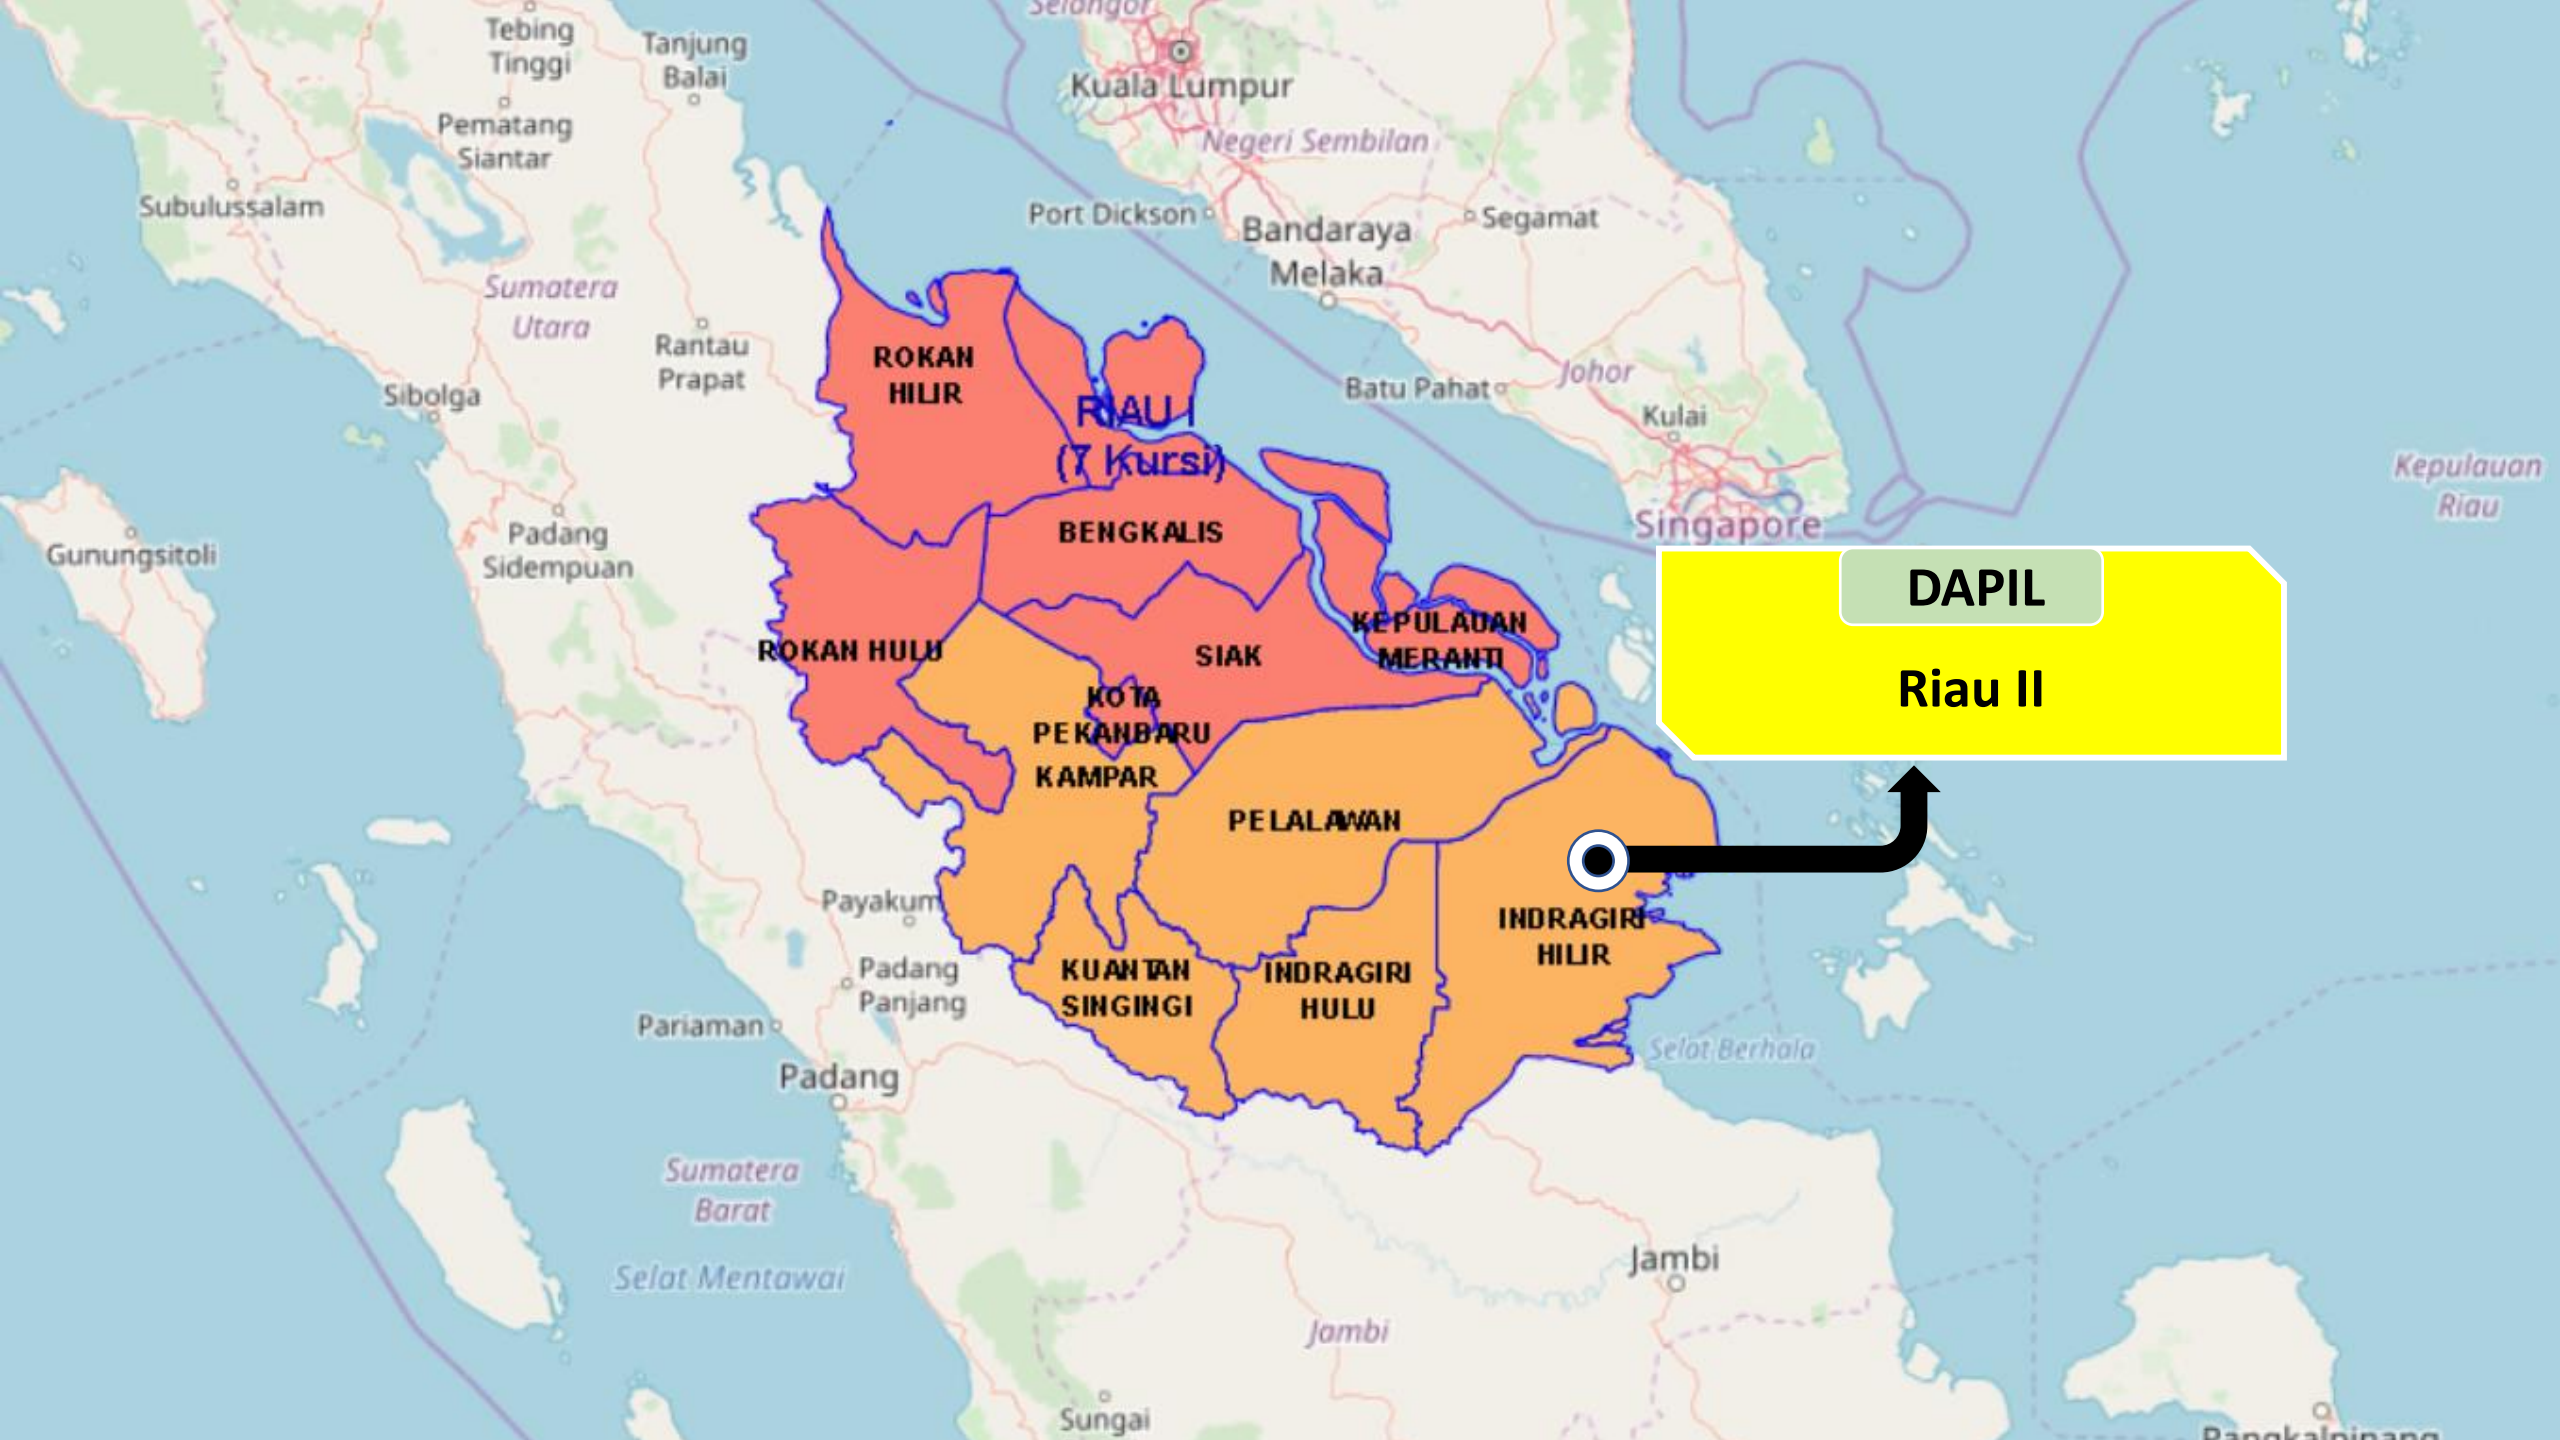 Selangor
Tebing
Tinggi
Tanjung
Balai
Kuala Lumpur
Pematang
Siantar
Negeri Sembilan
Subulussalam
Port Dickson
Segamat
Bandaraya
Melaka
Sumatera
Utara
Rantau
Prapat
ROKAN
HILIR
Johor
Batu Pahat
Sibolga
RIAU I
(7 Kursi)
Kulai
Kepulauan
Riau
Padang
Sidempuan
BENGKALIS
Singapore
Gunungsitoli
DAPIL
Riau II
KEPULAUAN
MERANTI
ROKAN HULU
SIAK
KOTA
PEKANBARU
KAMPAR
PELALAWAN
Payakum
INDRAGIRI
HILIR
Padang
Panjang
KUANTAN
SINGINGI
INDRAGIRI
HULU
Pariaman
Selat Berhala
Padang
Sumatera
Barat
Selat Mentawai
Jambi
Jambi
Sungai
Pangkalpinang